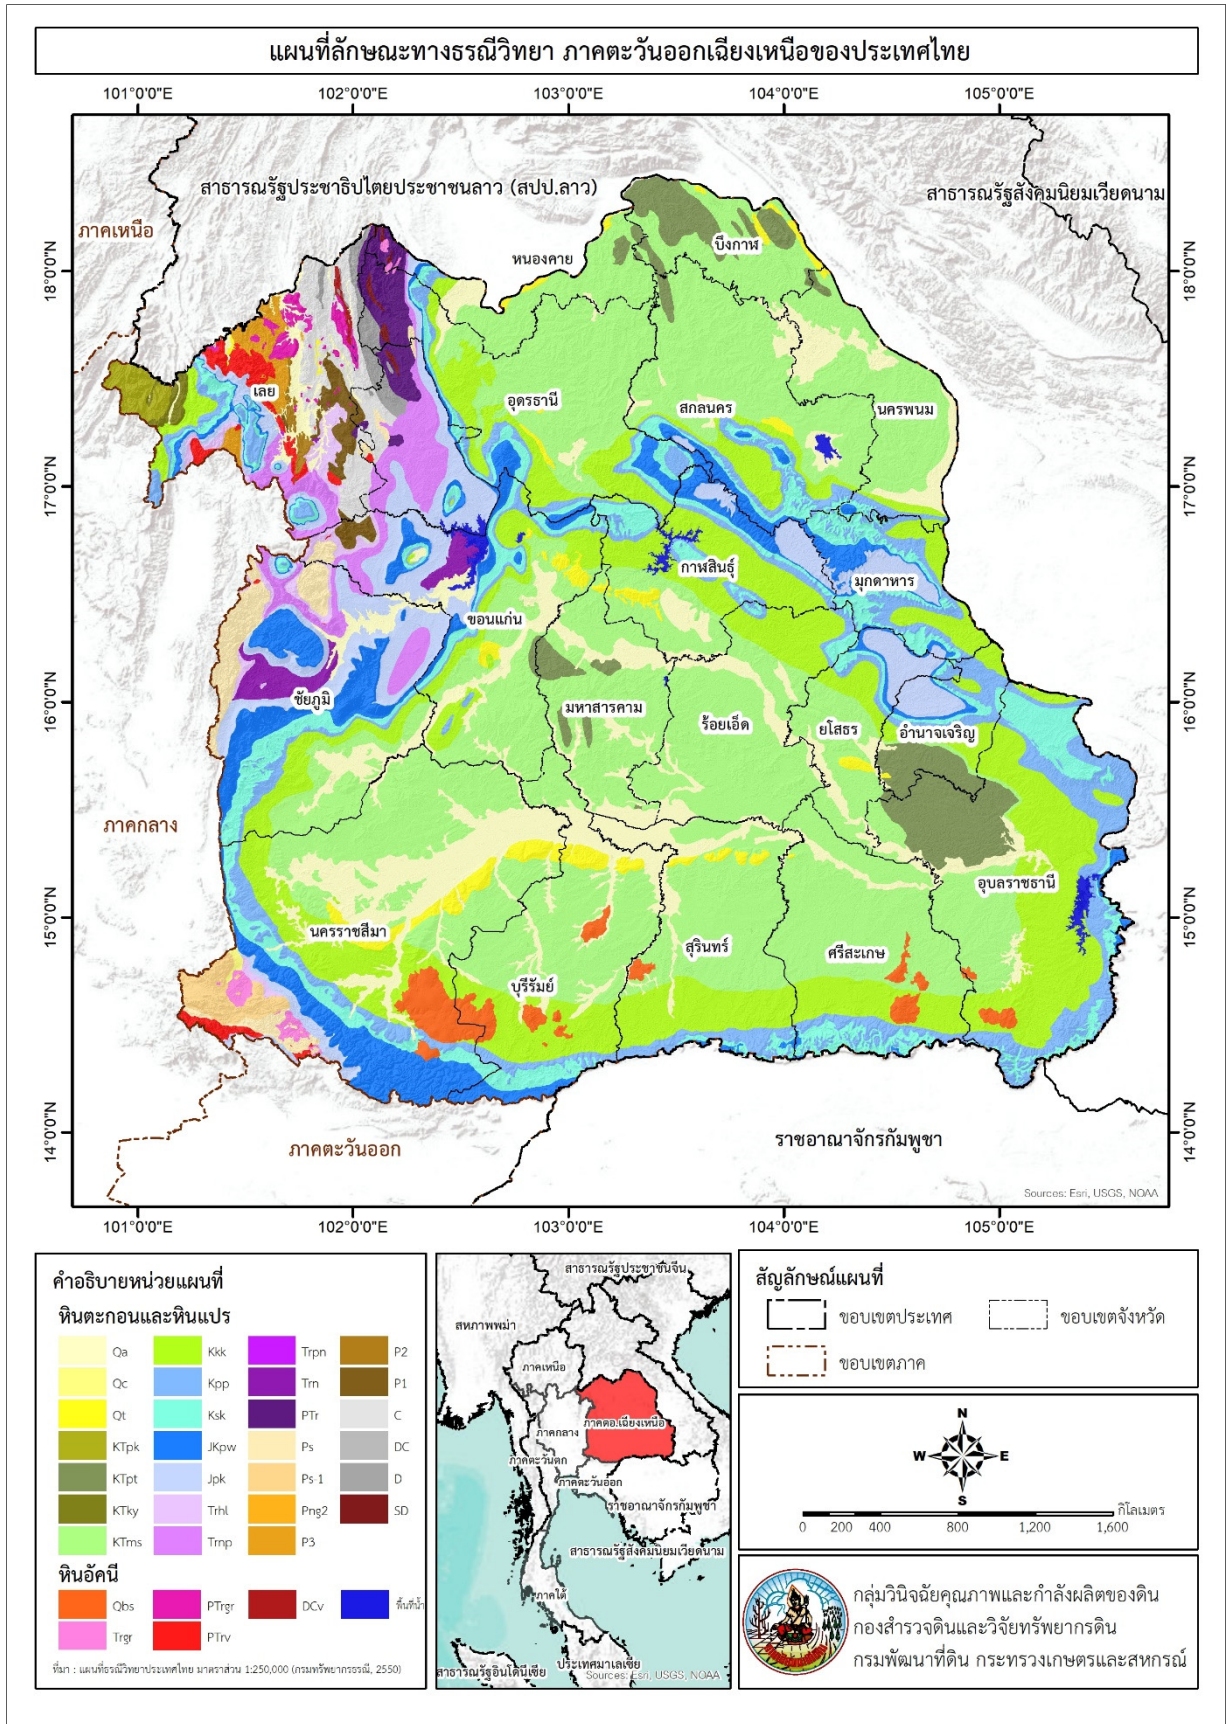 แผนที่ลักษณะทางธรณีวิทยา ภาคตะวันออกเฉียงเหนือของประเทศไทย
101°0'0"E 102°0'0"E 103°0'0"E 104°0'0"E 105°0'0"E
สาธารณรัฐประชาธิปไตยประชาชนลาว (สปป.ลาว)
สาธารณรัฐสังคมนิยมเวียดนาม
ภาคเหนือ
บึงกาฬ
หนองคาย
18°0'0"N 18°0'0"N
เลย
อุดรธานี
สกลนคร
นครพนม
17°0'0"N 17°0'0"N
กาฬสินธุ์
มุกดาหาร
ขอนแก่น
ชัยภูมิ
16°0'0"N 16°0'0"N
มหาสารคาม
ร้อยเอ็ด
ยโสธร
อำนาจเจริญ
ภาคกลาง
อุบลราชธานี
15°0'0"N 15°0'0"N
นครราชสีมา
สุรินทร์
ศรีสะเกษ
บุรีรัมย์
14°0'0"N 14°0'0"N
ภาคตะวันออก
ราชอาณาจักรกัมพูชา
Sources: Esri, USGS, NOAA
101°0'0"E 102°0'0"E 103°0'0"E 104°0'0"E 105°0'0"E
คำอธิบายหน่วยแผนที่
หินตะกอนและหินแปร
Qa Kkk Trpn P2
Qc Kpp Trn P1
Qt Ksk PTr C
KTpk JKpw Ps DC
KTpt Jpk Ps-1 D
KTky Trhl Png2 SD
KTms Trnp P3
หินอัคนี
Qbs PTrgr DCv พื้นที่น้ำ
Trgr PTrv
ที่มา : แผนที่ธรณีวิทยาประเทศไทย มาตราส่วน 1:250,000 (กรมทรัพยากรธรณี, 2550)
สาธารณรัฐประชาชนจีน
สหภาพพม่า
ภาคเหนือ
ภาคตอ.เฉียงเหนือ
ภาคกลาง
ภาคตะวันตก
ภาคตะวันออก
ราชอาณาจักรกัมพูชา
สาธารณรัฐสังคมนิยมเวียดนาม
ภาคใต้
ประเทศมาเลเซีย
สาธารณรัฐอินโดนีเซีย
Sources: Esri, USGS, NOAA
สัญลักษณ์แผนที่
ขอบเขตประเทศ ขอบเขตจังหวัด
ขอบเขตภาค
N
W E
S
กิโลเมตร
0 200 400 800 1,200 1,600
กลุ่มวินิจฉัยคุณภาพและกำลังผลิตของดิน
กองสำรวจดินและวิจัยทรัพยากรดิน
กรมพัฒนาที่ดิน กระทรวงเกษตรและสหกรณ์